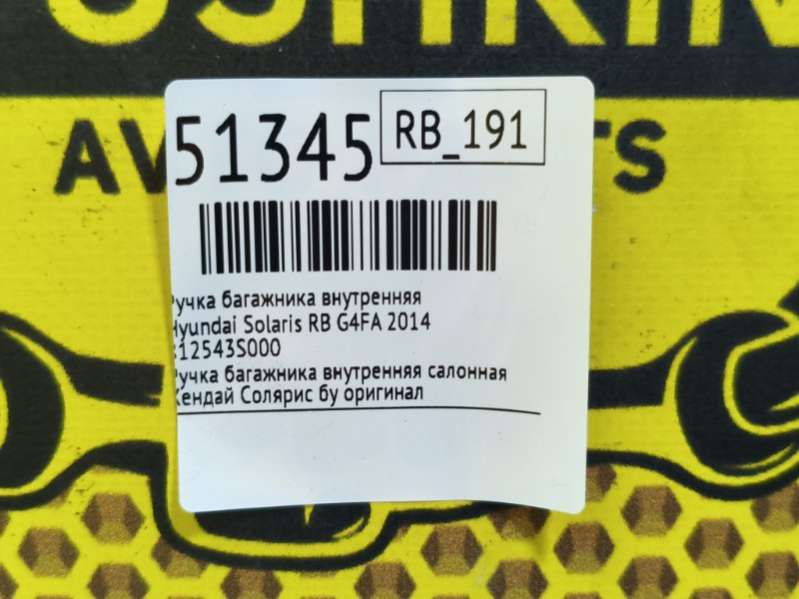 51345
RB_191
Ручка багажника внутренняя
Hyundai Solaris RB G4FA 2014
812543S000
Ручка багажника внутренняя салонная
Хендай Солярис бу оригинал